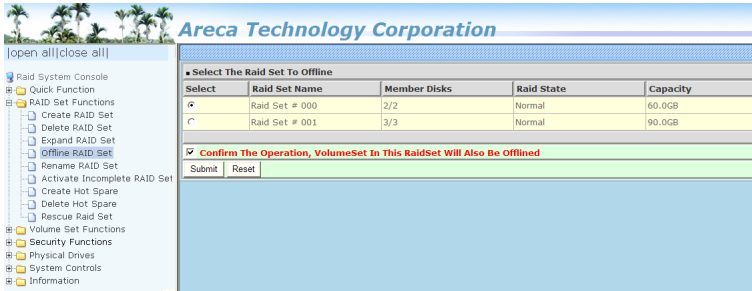 Areca Technology Corporation
|open all|close all|
Raid System Console
Quick Function
RAID Set Functions
Create RAID Set
Delete RAID Set
Expand RAID Set
Offline RAID Set
Rename RAID Set
Activate Incomplete RAID Set
Create Hot Spare
Delete Hot Spare
Rescue Raid Set
Volume Set Functions
Security Functions
Physical Drives
System Controls
Information
Select The Raid Set To Offline
Select Raid Set Name Member Disks Raid State Capacity
Raid Set # 000 2/2 Normal 60.0GB
Raid Set # 001 3/3 Normal 90.0GB
Confirm The Operation, VolumeSet In This RaidSet Will Also Be Offlined
Submit Reset